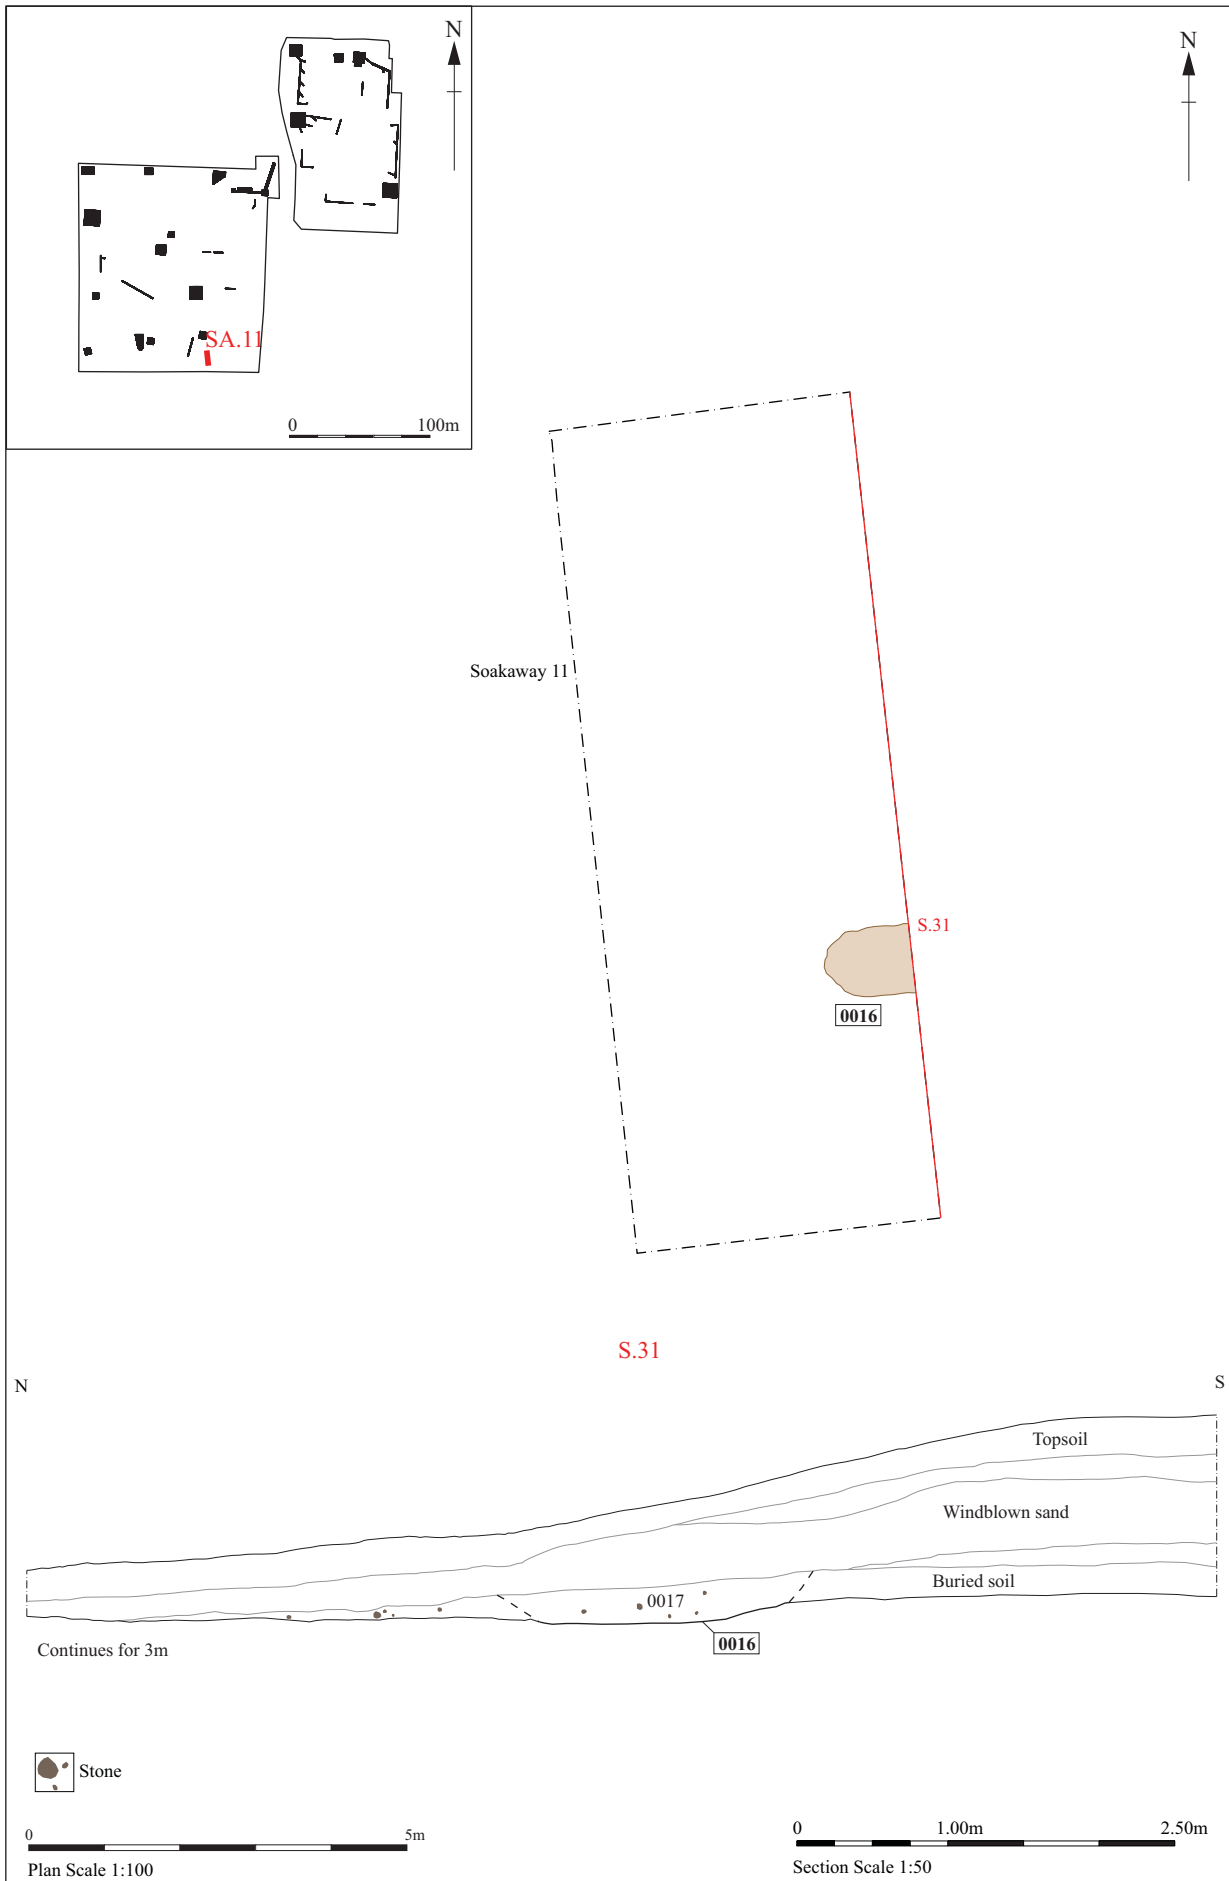 N
SA.11
0 100m
N
Soakaway 11
S.31
0016
S.31
N S
Topsoil
Windblown sand
Buried soil
0017
0016
Continues for 3m
Stone
0 5m
Plan Scale 1:100
0 1.00m 2.50m
Section Scale 1:50